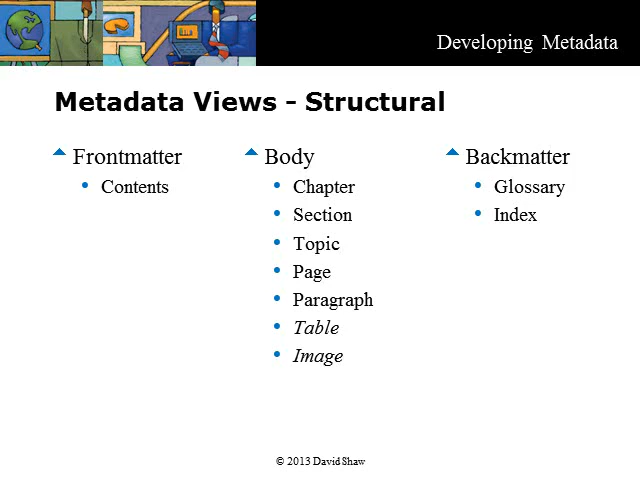 Developing Metadata
Metadata Views - Structural
Frontmatter
Contents
Body
Chapter
Section
Topic
Page
Paragraph
Table
Image
Backmatter
Glossary
Index
© 2013 David Shaw